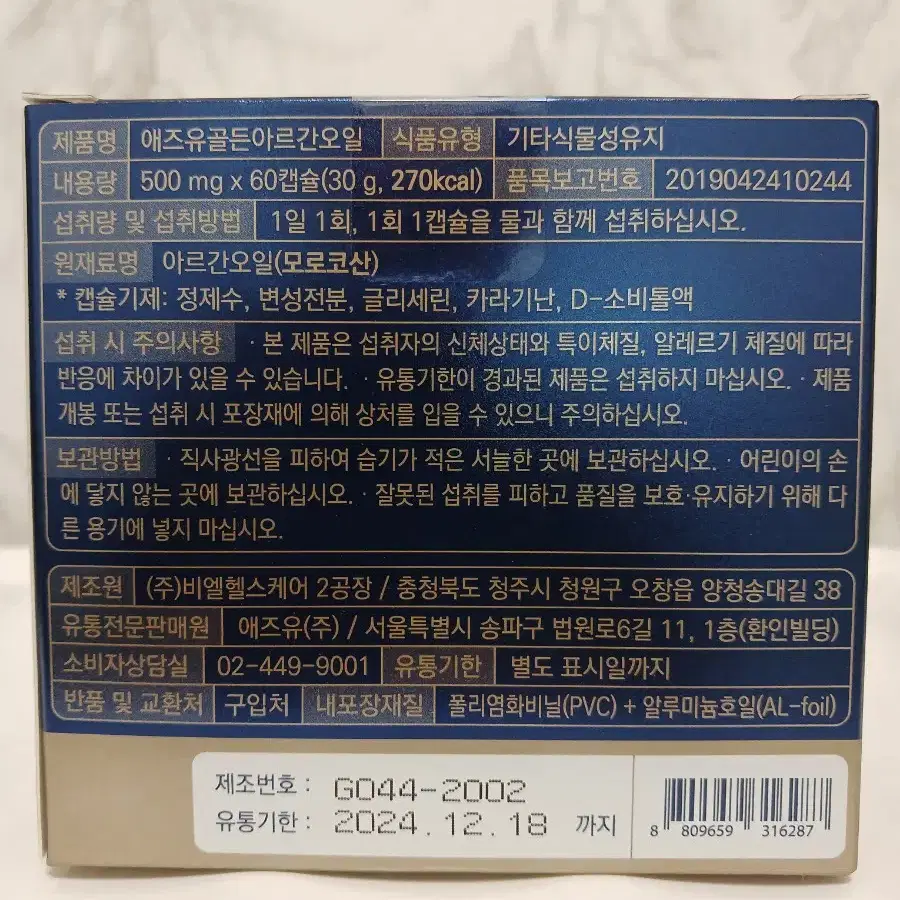 제품명 애즈유골든아르간오일 식품유형 기타식물성유지
내용량 500 mg x 60캡슐(30 g, 270kcal) 품목보고번호 2019042410244
섭취량 및 섭취방법 1일 1회, 1회 1캡슐을 물과 함께 섭취하십시오.
원재료명 아르간오일(모로코산)
* 캡슐기제: 정제수, 변성전분, 글리세린, 카라기난, D-소비톨액
섭취 시 주의사항 · 본 제품은 섭취자의 신체상태와 특이체질, 알레르기 체질에 따라
반응에 차이가 있을 수 있습니다. · 유통기한이 경과된 제품은 섭취하지 마십시오. · 제품
개봉 또는 섭취 시 포장재에 의해 상처를 입을 수 있으니 주의하십시오.
보관방법 · 직사광선을 피하여 습기가 적은 서늘한 곳에 보관하십시오. · 어린이의 손
에 닿지 않는 곳에 보관하십시오. · 잘못된 섭취를 피하고 품질을 보호·유지하기 위해 다
른 용기에 넣지 마십시오.
제조원 (주)비엘헬스케어 2공장 / 충청북도 청주시 청원구 오창읍 양청송대길 38
유통전문판매원 애즈유(주) / 서울특별시 송파구 법원로6길 11, 1층(환인빌딩)
소비자상담실 02-449-9001 유통기한 별도 표시일까지
반품 및 교환처 구입처 내포장재질 폴리염화비닐(PVC) + 알루미늄호일(AL-foil)
제조번호 : G044-2002
유통기한 : 2024.12.18 까지
8 809659 316287